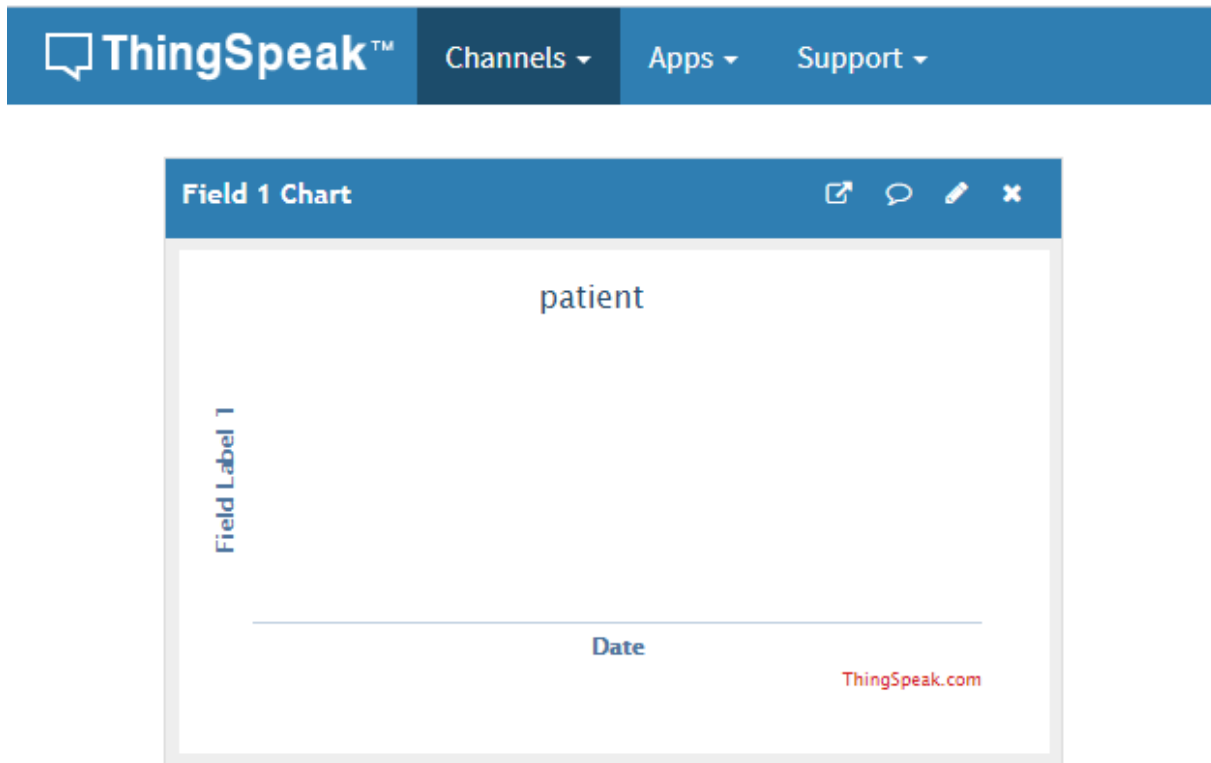 ThingSpeak™ Channels Apps Support
Field 1 Chart
patient
Field Label 1
Date
ThingSpeak.com